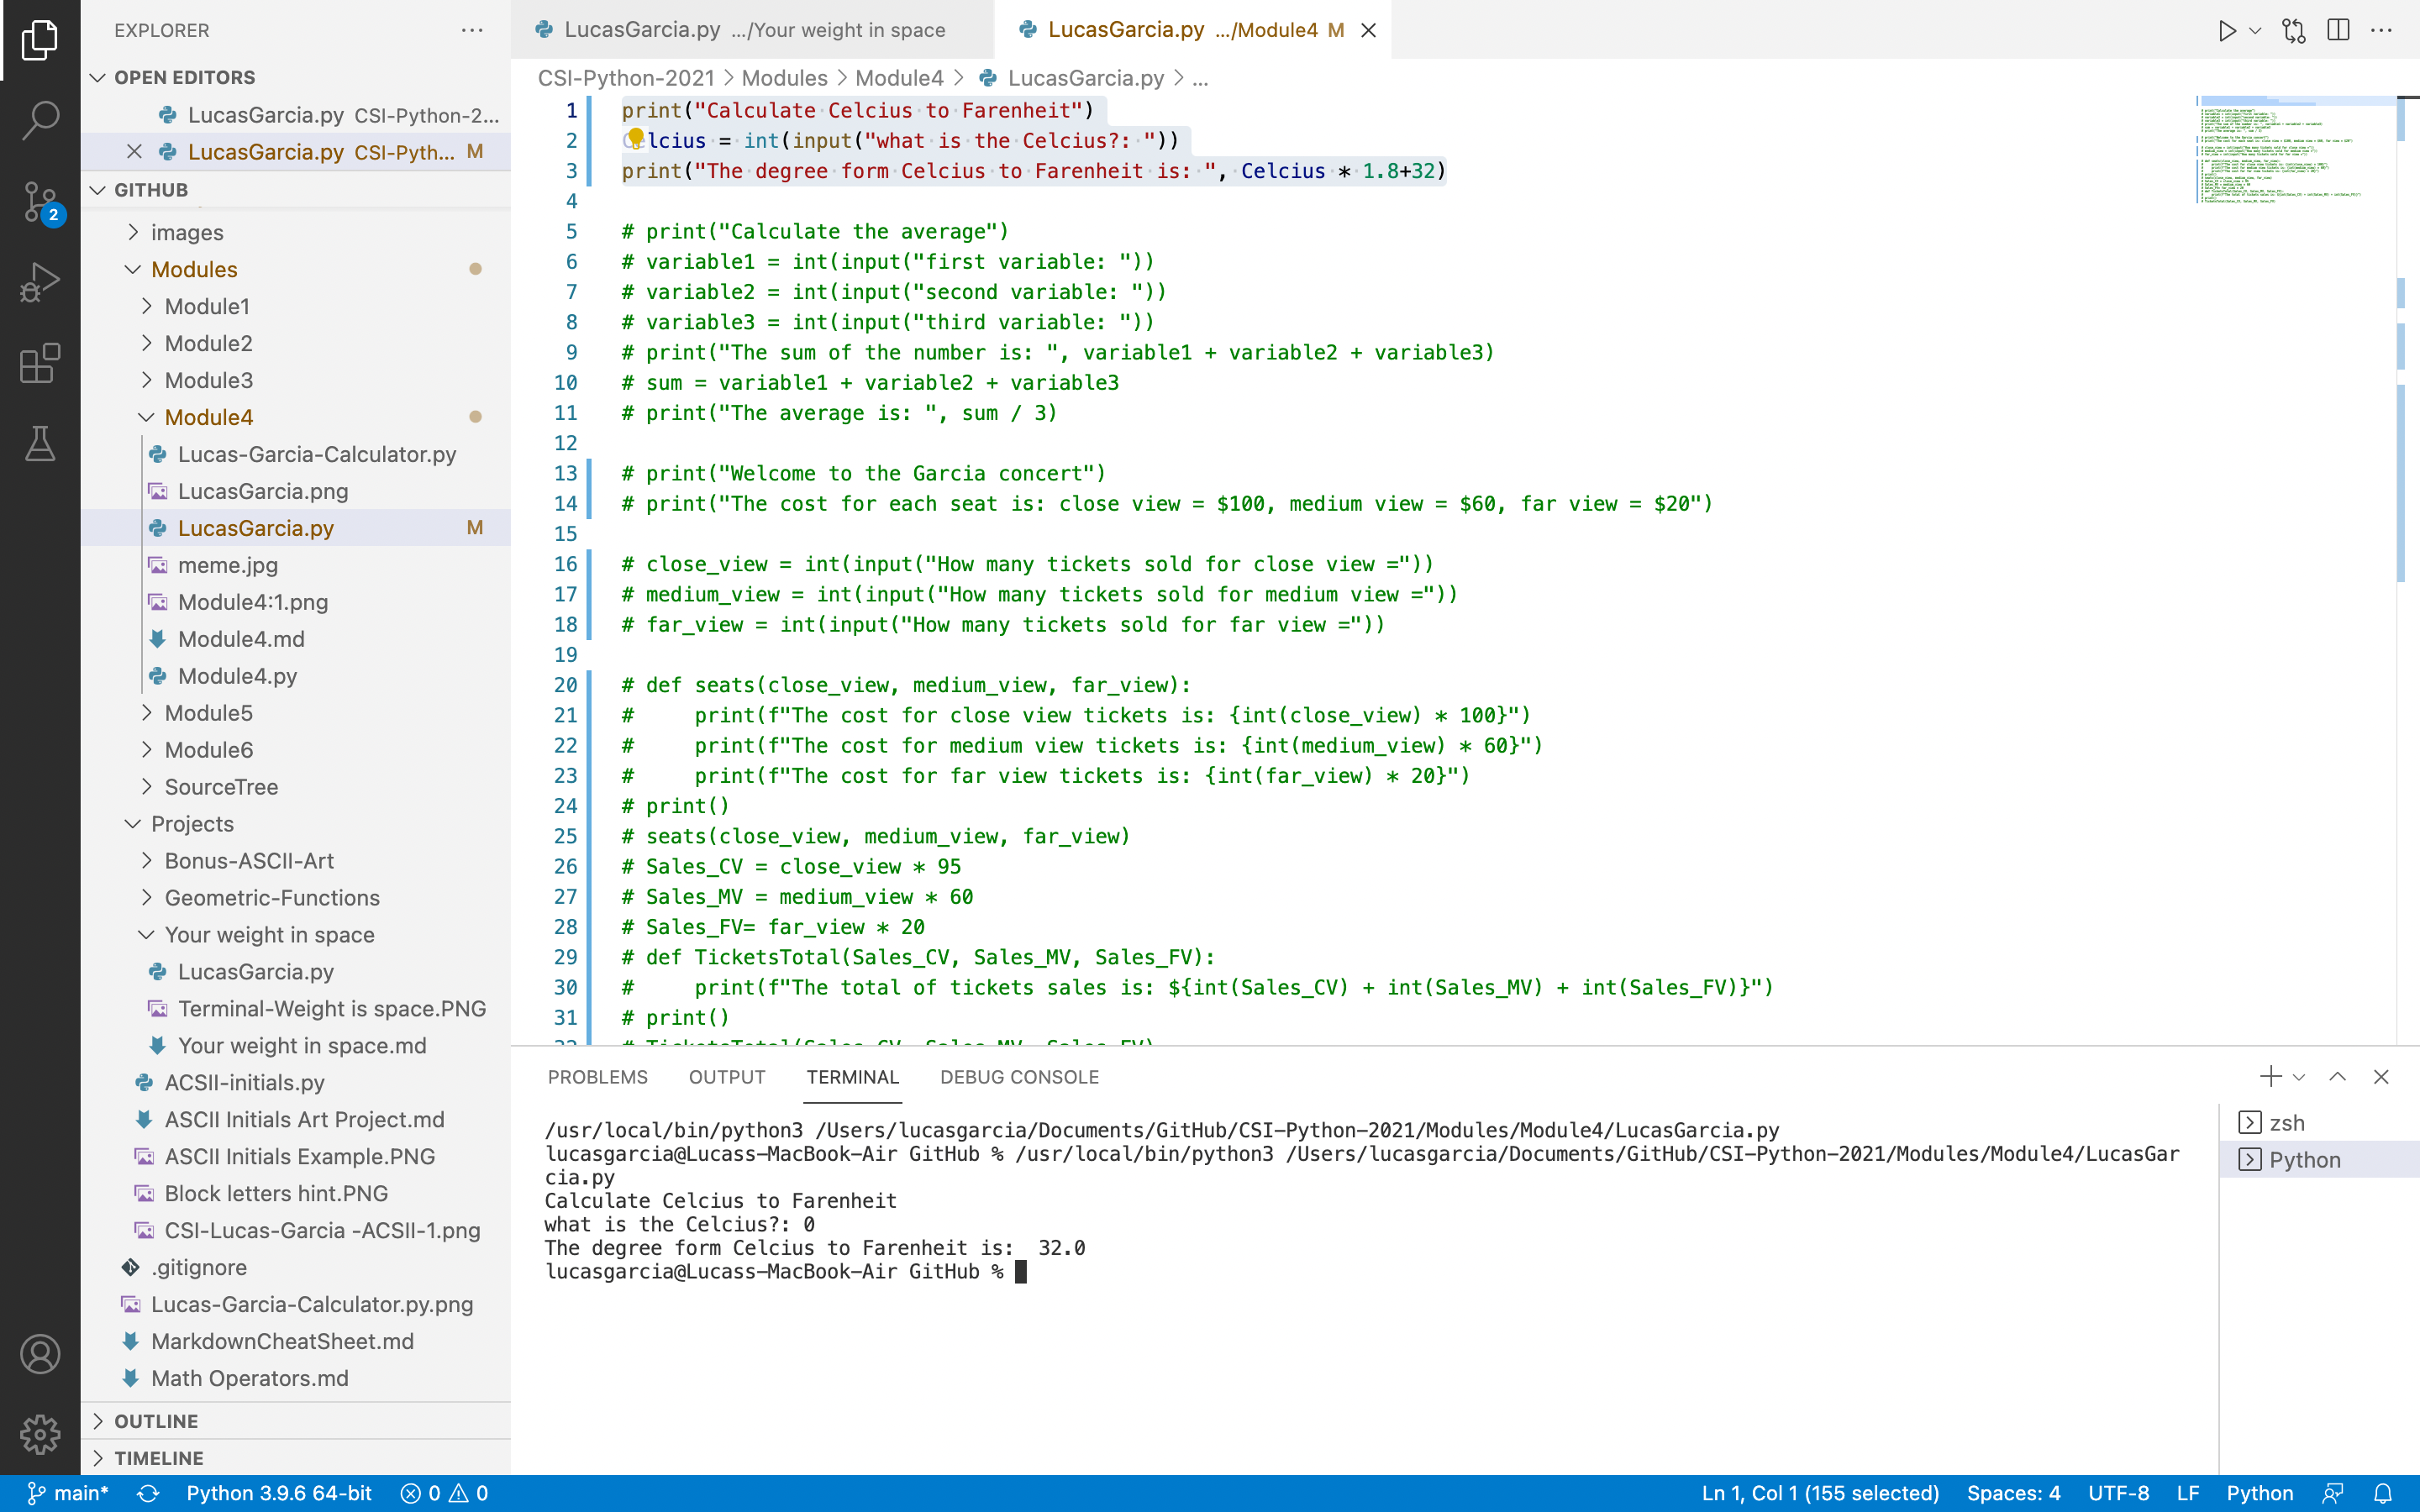 EXPLORER
OPEN EDITORS
LucasGarcia.py CSI-Python-2...
LucasGarcia.py CSI-Pyth... M
GITHUB
2
images
Modules
Module1
Module2
Module3
Module4
Lucas-Garcia-Calculator.py
LucasGarcia.png
LucasGarcia.py M
meme.jpg
Module4:1.png
Module4.md
Module4.py
Module5
Module6
SourceTree
Projects
Bonus-ASCII-Art
Geometric-Functions
Your weight in space
LucasGarcia.py
Terminal-Weight is space.PNG
Your weight in space.md
ACSII-initials.py
ASCII Initials Art Project.md
ASCII Initials Example.PNG
Block letters hint.PNG
CSI-Lucas-Garcia -ACSII-1.png
.gitignore
Lucas-Garcia-Calculator.py.png
MarkdownCheatSheet.md
Math Operators.md
OUTLINE
TIMELINE
LucasGarcia.py .../Your weight in space
LucasGarcia.py .../Module4 M
CSI-Python-2021 > Modules > Module4 > LucasGarcia.py > ...
1 print("Calculate Celcius to Farenheit")
2 lcius = int(input("what is the Celcius?: "))
3 print("The degree form Celcius to Farenheit is: ", Celcius * 1.8+32)
4
5 # print("Calculate the average")
6 # variable1 = int(input("first variable: "))
7 # variable2 = int(input("second variable: "))
8 # variable3 = int(input("third variable: "))
9 # print("The sum of the number is: ", variable1 + variable2 + variable3)
10 # sum = variable1 + variable2 + variable3
11 # print("The average is: ", sum / 3)
12
13 # print("Welcome to the Garcia concert")
14 # print("The cost for each seat is: close view = $100, medium view = $60, far view = $20")
15
16 # close_view = int(input("How many tickets sold for close view ="))
17 # medium_view = int(input("How many tickets sold for medium view ="))
18 # far_view = int(input("How many tickets sold for far view ="))
19
20 # def seats(close_view, medium_view, far_view):
21 #     print(f"The cost for close view tickets is: {int(close_view) * 100}")
22 #     print(f"The cost for medium view tickets is: {int(medium_view) * 60}")
23 #     print(f"The cost for far view tickets is: {int(far_view) * 20}")
24 # print()
25 # seats(close_view, medium_view, far_view)
26 # Sales_CV = close_view * 95
27 # Sales_MV = medium_view * 60
28 # Sales_FV= far_view * 20
29 # def TicketsTotal(Sales_CV, Sales_MV, Sales_FV):
30 #     print(f"The total of tickets sales is: ${int(Sales_CV) + int(Sales_MV) + int(Sales_FV)}")
31 # print()
32 # TicketsTotal(Sales_CV, Sales_MV, Sales_FV)
PROBLEMS OUTPUT TERMINAL DEBUG CONSOLE
/usr/local/bin/python3 /Users/lucasgarcia/Documents/GitHub/CSI-Python-2021/Modules/Module4/LucasGarcia.py
lucasgarcia@Lucass-MacBook-Air GitHub % /usr/local/bin/python3 /Users/lucasgarcia/Documents/GitHub/CSI-Python-2021/Modules/Module4/LucasGar
cia.py
Calculate Celcius to Farenheit
what is the Celcius?: 0
The degree form Celcius to Farenheit is:  32.0
lucasgarcia@Lucass-MacBook-Air GitHub %
zsh
Python
main* Python 3.9.6 64-bit 0 0 Ln 1, Col 1 (155 selected) Spaces: 4 UTF-8 LF Python